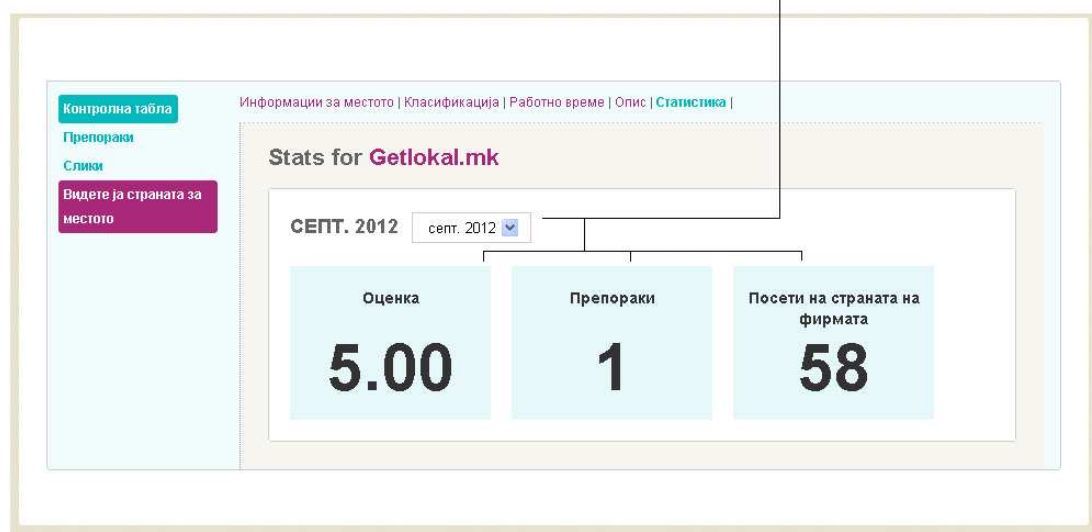 Контролна табла
Препораки
Слики
Видете ја страната за
местото
Информации за местото | Класификација | Работно време | Опис | Статистика |
Stats for Getlokal.mk
СЕПТ. 2012 септ. 2012
Оценка
5.00
Препораки
1
Посети на страната на
фирмата
58